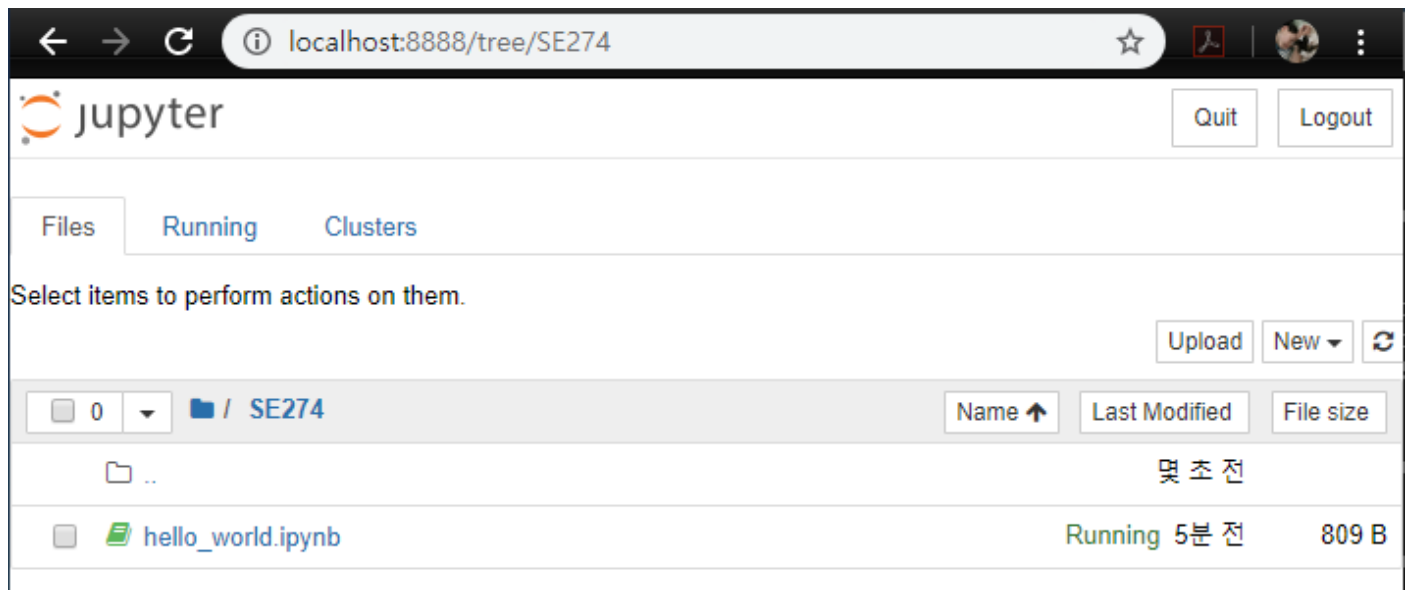 localhost:8888/tree/SE274
jupyter Quit Logout
Files Running Clusters
Select items to perform actions on them.
Upload New
0 / SE274 Name Last Modified File size
.. 몇 초 전
hello_world.ipynb Running 5분 전 809 B